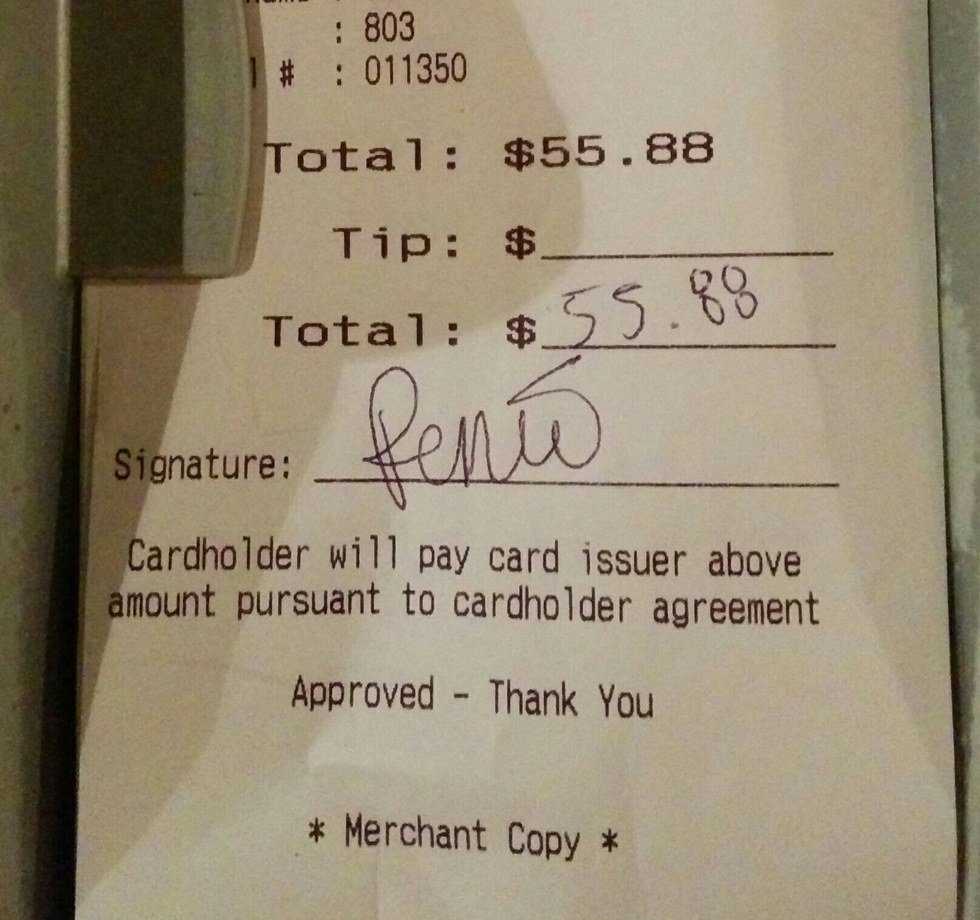 : 803
# : 011350
Total: $55.88
Tip: $
Total: $55.88
Signature:
Cardholder will pay card issuer above
amount pursuant to cardholder agreement
Approved - Thank You
* Merchant Copy *